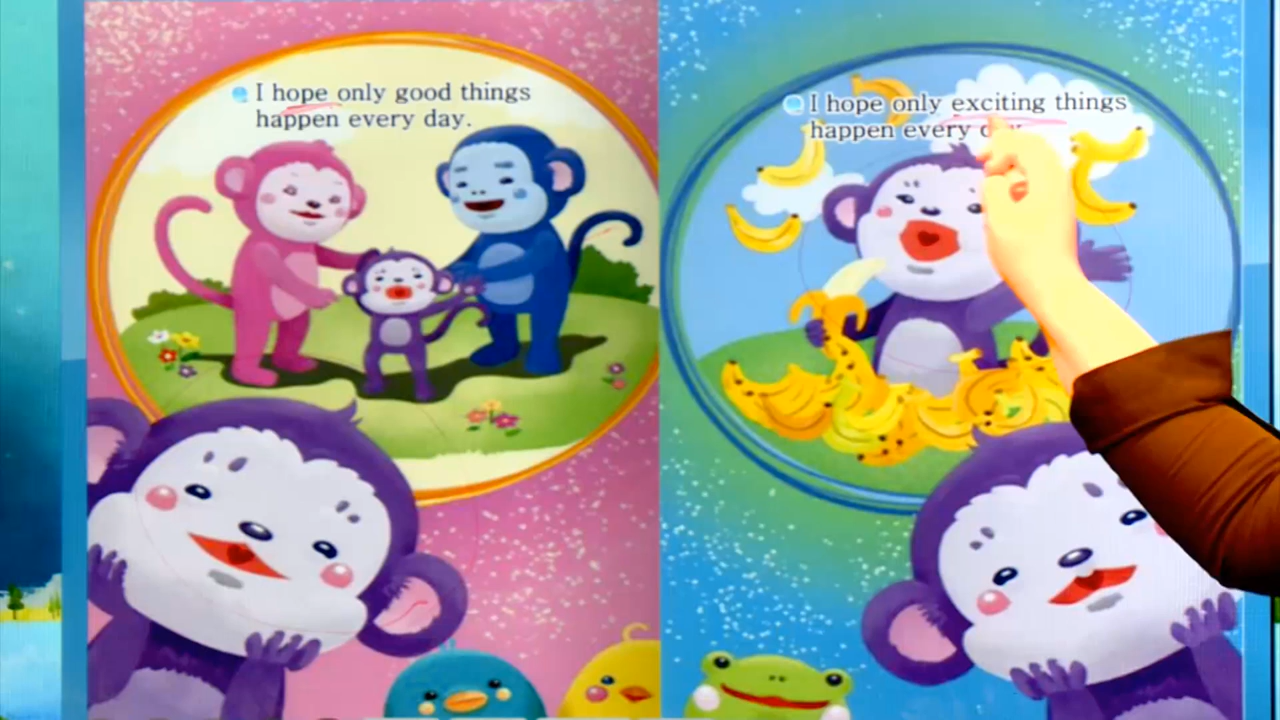 I hope only good things
happen every day.
I hope only exciting things
happen every